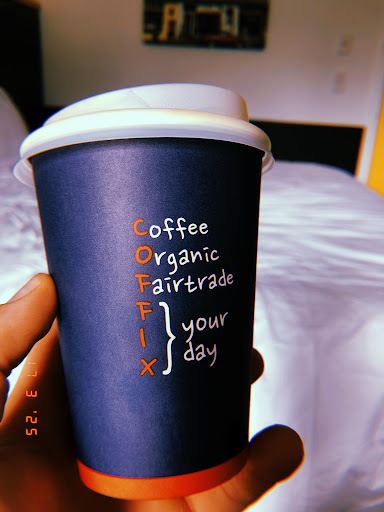 Coffee
Organic
Fairtrade
F
I
X
} your
day